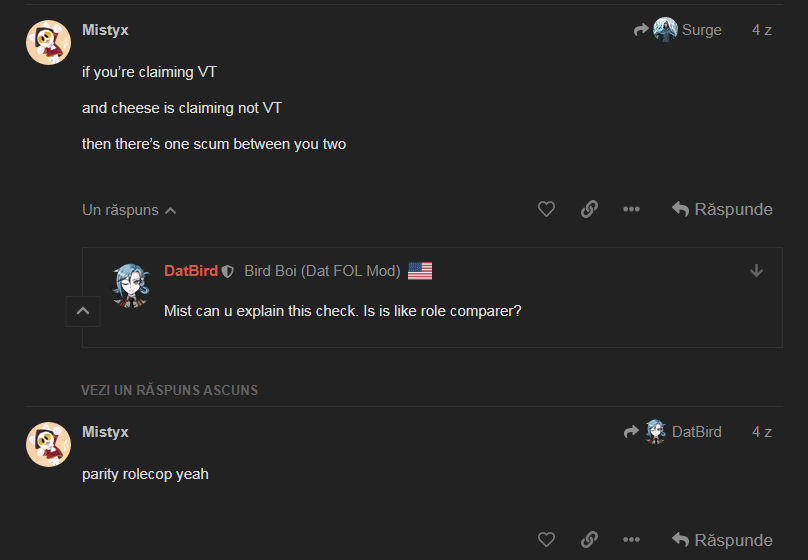 Mistyx Surge 4 z
if you're claiming VT
and cheese is claiming not VT
then there's one scum between you two
Un răspuns Răspunde
DatBird Bird Boi (Dat FOL Mod)
Mist can u explain this check. Is is like role comparer?
VEZI UN RĂSPUNS ASCUNS
Mistyx DatBird 4 z
parity rolecop yeah
Răspunde